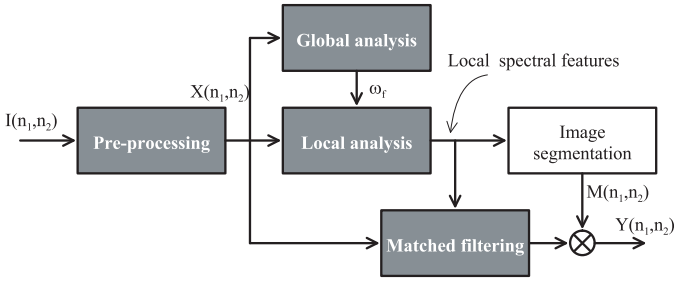 Global analysis
Local spectral features
X(n₁,n₂)
ω_f
I(n₁,n₂)
Pre-processing
Local analysis
Image
segmentation
M(n₁,n₂)
Y(n₁,n₂)
Matched filtering